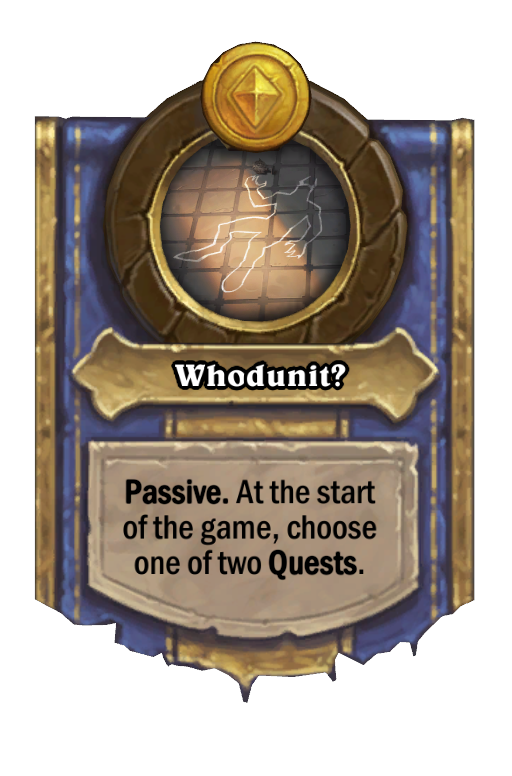 Whodunit?
Passive. At the start
of the game, choose
one of two Quests.